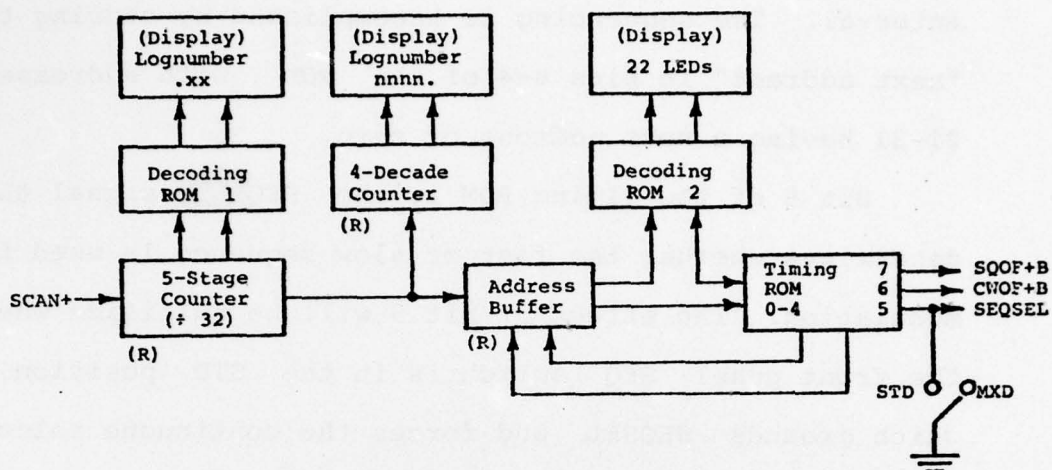 (Display)
Lognumber
.xx
(Display)
Lognumber
nnnn.
(Display)
22 LEDs
Decoding
ROM
4-Decade
Counter
(R)
Decoding
ROM 2
SCAN+
5-Stage
Counter
(÷ 32)
(R)
Address
Buffer
(R)
Timing 7
ROM 6
0-4 5
SQOF+B
CWOF+B
SEQSEL
STD
MXD